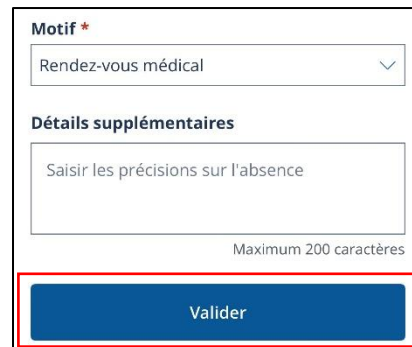 Motif *
Rendez-vous médical
Détails supplémentaires
Saisir les précisions sur l'absence
Maximum 200 caractères
Valider